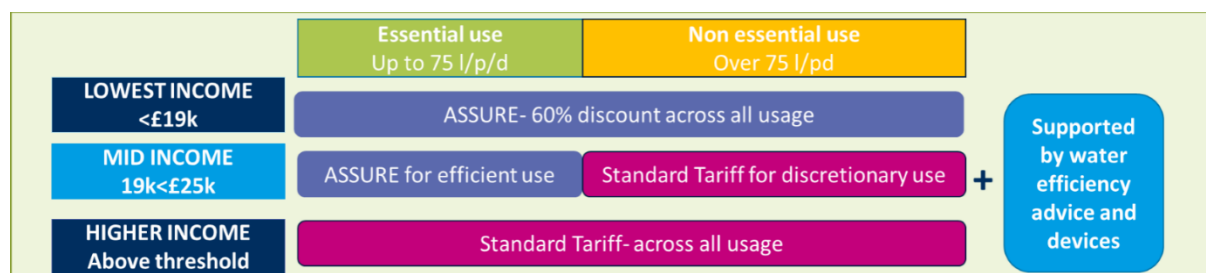 Essential use
Up to 75 l/p/d
Non essential use
Over 75 l/pd
LOWEST INCOME
<£19k
ASSURE- 60% discount across all usage
MID INCOME
19k<£25k
ASSURE for efficient use
Standard Tariff for discretionary use
HIGHER INCOME
Above threshold
Standard Tariff- across all usage
+
Supported
by water
efficiency
advice and
devices